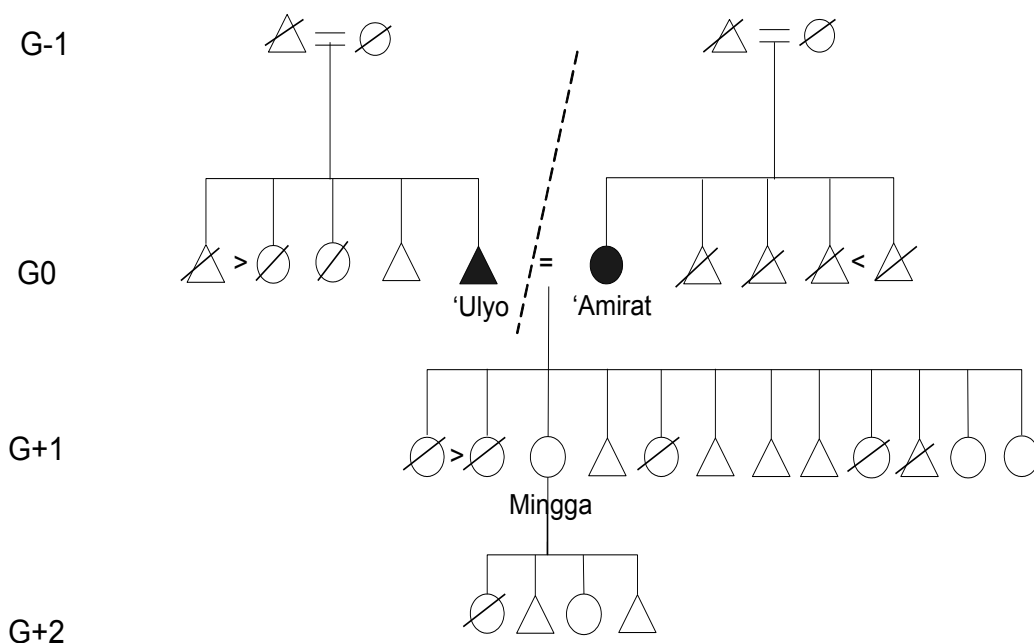 G-1
G0
> = <
‘Ulyo ‘Amirat
G+1
>
Mingga
G+2